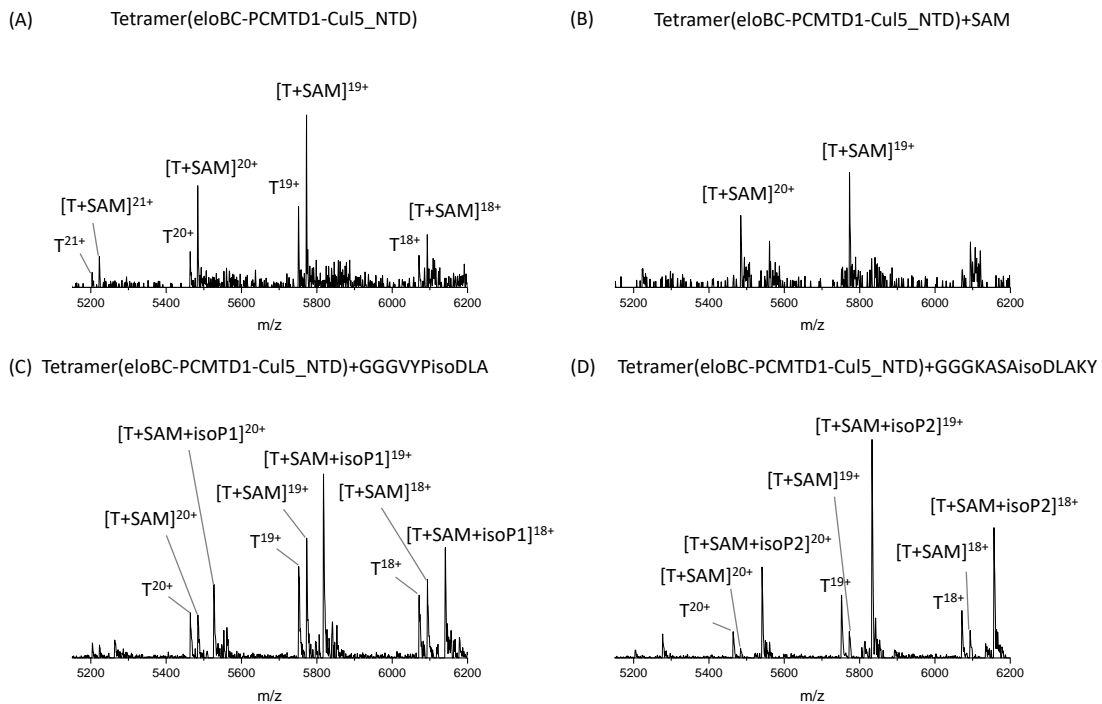 (A) Tetramer(eloBC-PCMTD1-Cul5_NTD)
[T+SAM]19+
[T+SAM]20+
T19+
[T+SAM]21+
[T+SAM]18+
T20+
T18+
T21+
5200 5400 5600 5800 6000 6200
m/z
(B) Tetramer(eloBC-PCMTD1-Cul5_NTD)+SAM
[T+SAM]19+
[T+SAM]20+
5200 5400 5600 5800 6000 6200
m/z
(C) Tetramer(eloBC-PCMTD1-Cul5_NTD)+GGGVYPisoDLA
[T+SAM+isoP1]20+
[T+SAM+isoP1]19+
[T+SAM]19+
[T+SAM]18+
[T+SAM]20+
[T+SAM+isoP1]18+
T19+
T18+
T20+
5200 5400 5600 5800 6000 6200
m/z
(D) Tetramer(eloBC-PCMTD1-Cul5_NTD)+GGGKASAisoDLAKY
[T+SAM+isoP2]19+
[T+SAM]19+
[T+SAM+isoP2]18+
[T+SAM+isoP2]20+
[T+SAM]18+
[T+SAM]20+
T19+
T18+
T20+
5200 5400 5600 5800 6000 6200
m/z